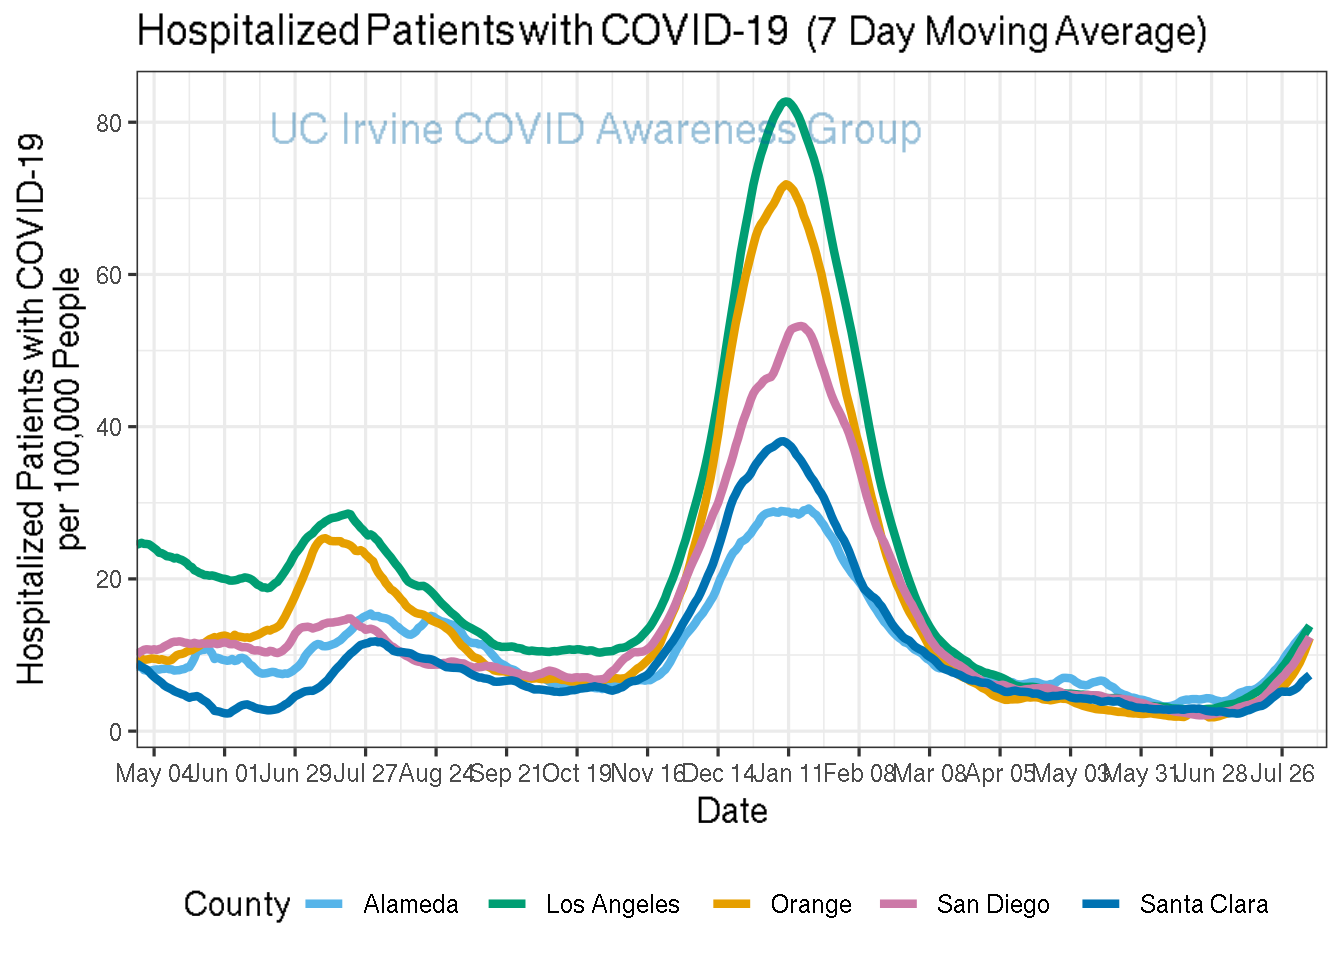 Hospitalized Patients with COVID-19 (7 Day Moving Average)
UC Irvine COVID Awareness Group
Hospitalized Patients with COVID-19
per 100,000 People
80
60
40
20
0
May 04 Jun 01 Jun 29 Jul 27 Aug 24 Sep 21 Oct 19 Nov 16 Dec 14 Jan 11 Feb 08 Mar 08 Apr 05 May 03 May 31 Jun 28 Jul 26
Date
County Alameda Los Angeles Orange San Diego Santa Clara